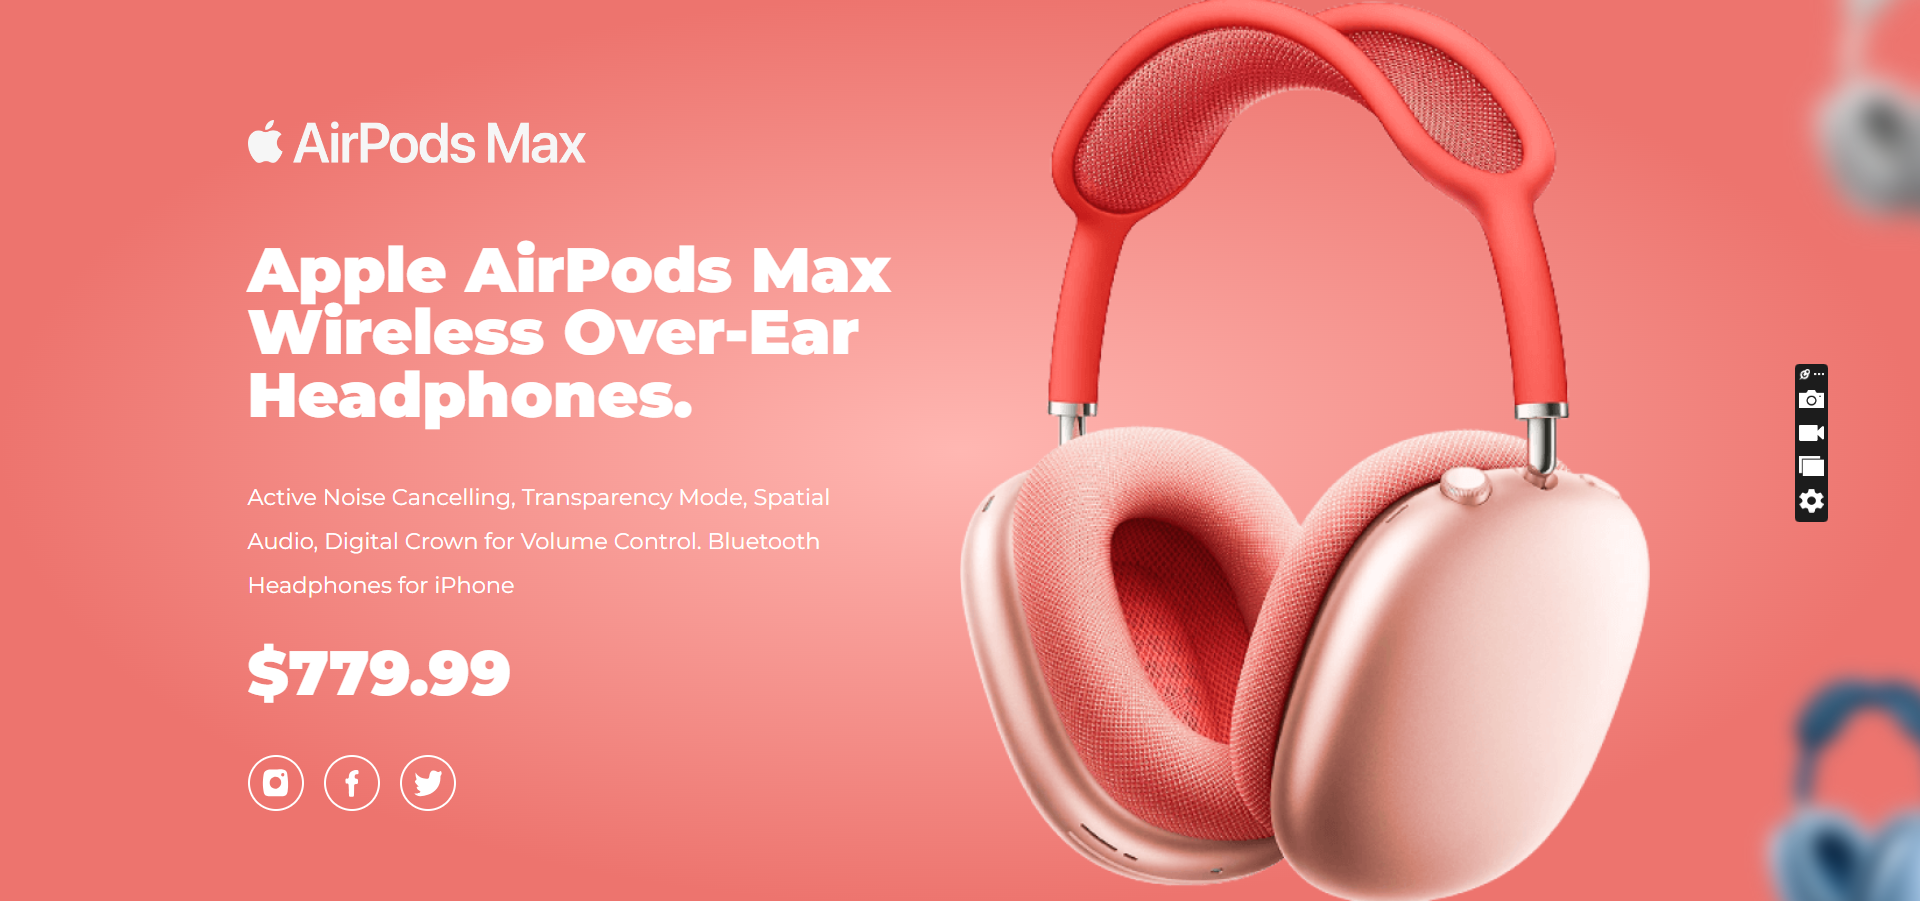 AirPods Max
Apple AirPods Max
Wireless Over-Ear
Headphones.
Active Noise Cancelling, Transparency Mode, Spatial
Audio, Digital Crown for Volume Control. Bluetooth
Headphones for iPhone
$779.99